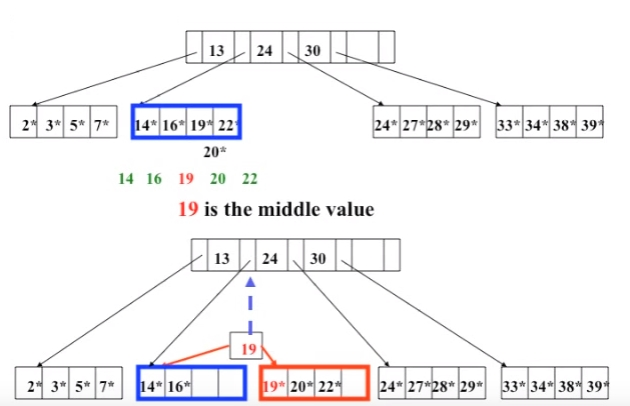 13 24 30
2* 3* 5* 7* 14* 16* 19* 22* 24* 27* 28* 29* 33* 34* 38* 39*
20*
14 16 19 20 22
19 is the middle value
13 24 30
19
2* 3* 5* 7* 14* 16* 19* 20* 22* 24* 27* 28* 29* 33* 34* 38* 39*